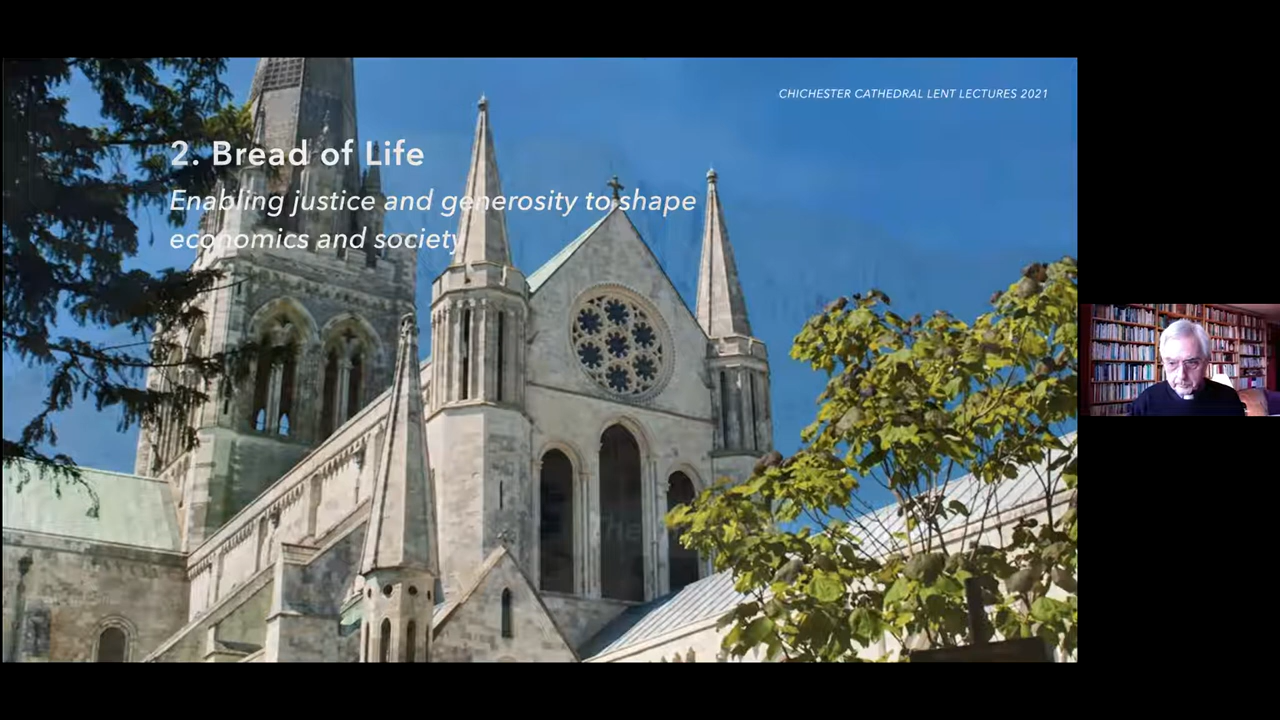 CHICHESTER CATHEDRAL LENT LECTURES 2021
2. Bread of Life
Enabling justice and generosity to shape
economics and society